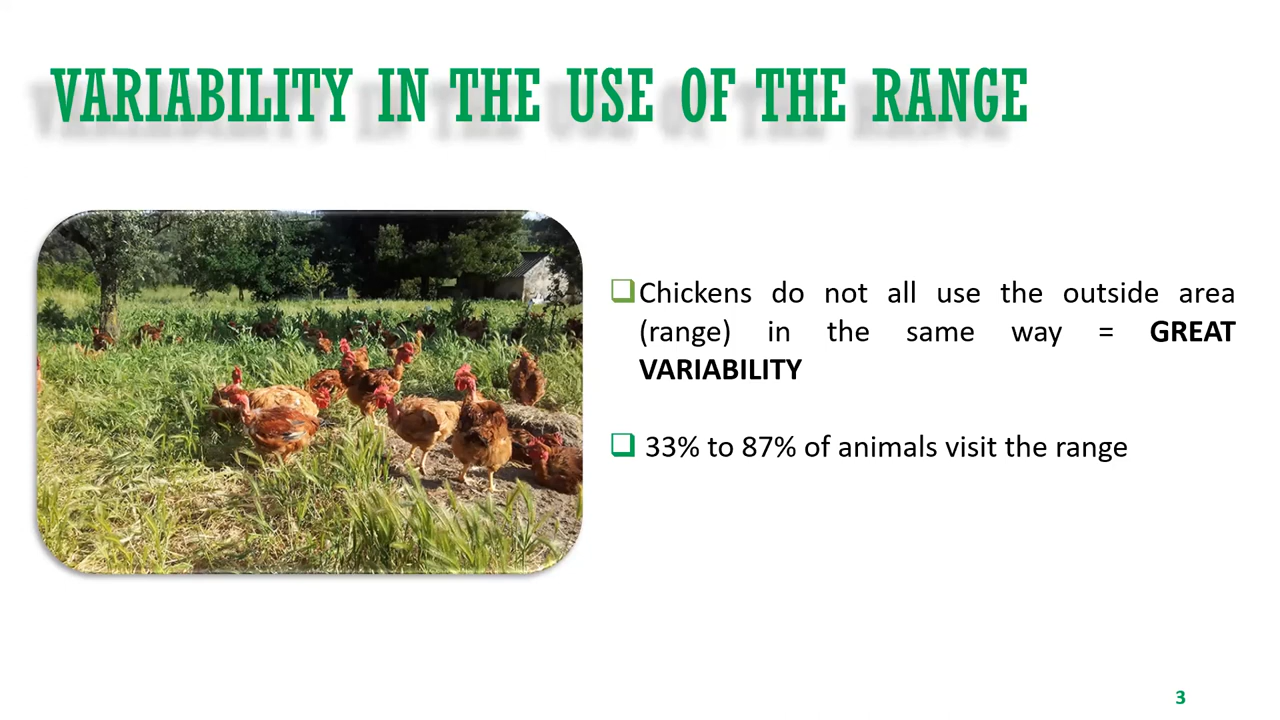 VARIABILITY IN THE USE OF THE RANGE
Chickens do not all use the outside area
(range) in the same way = GREAT
VARIABILITY
33% to 87% of animals visit the range
3